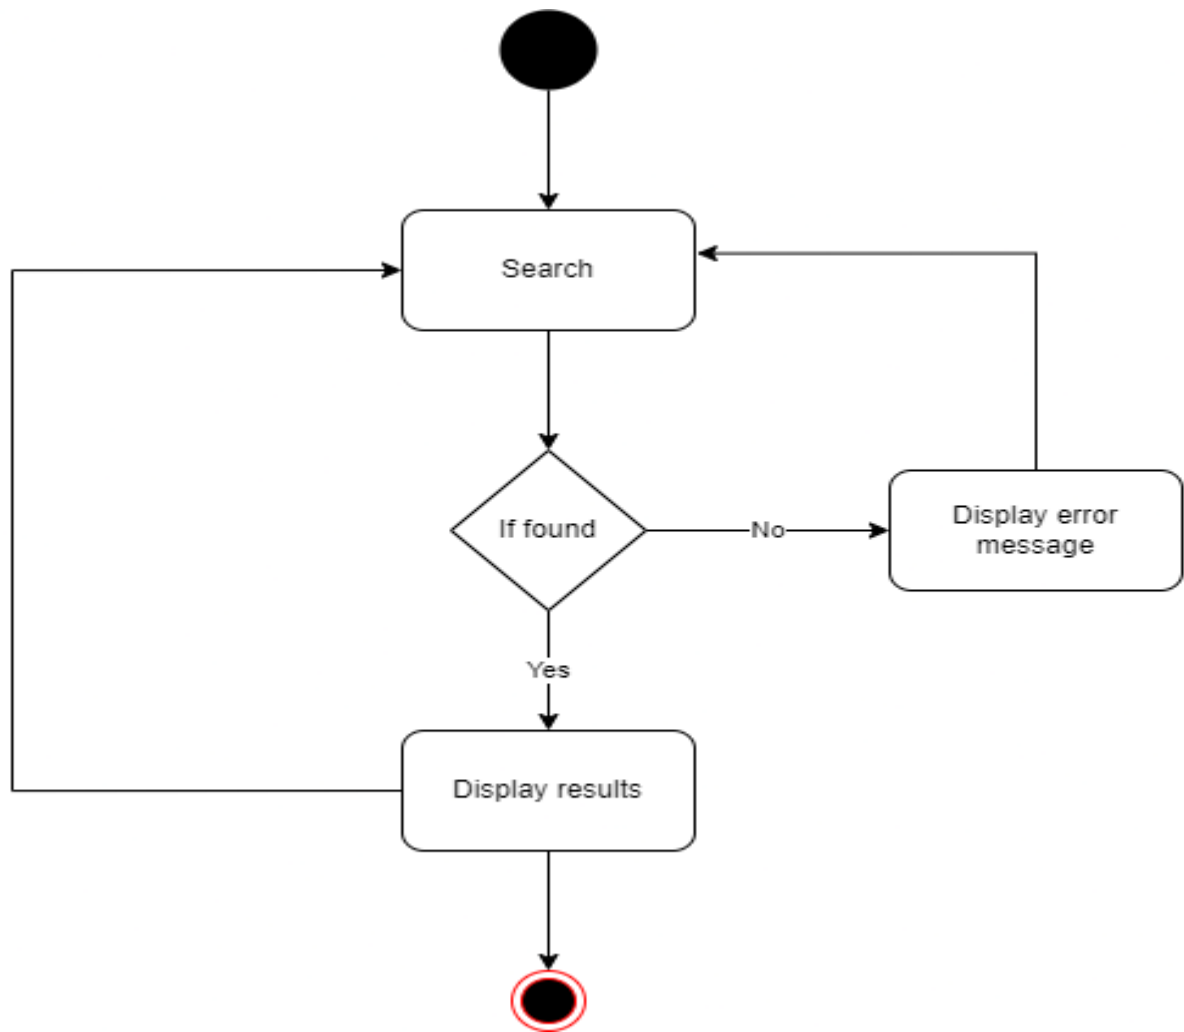 Search
If found
No
Display error
message
Yes
Display results